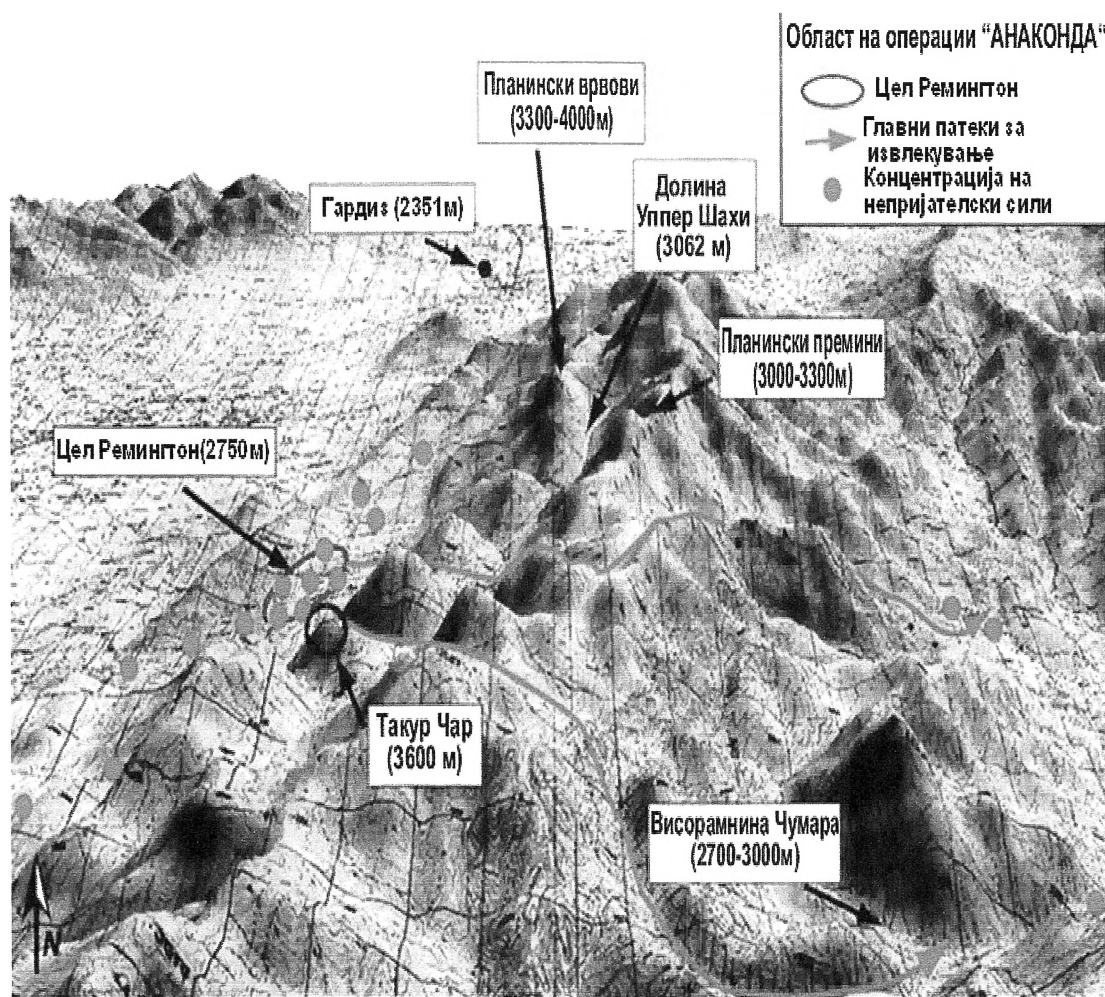 Област на операции “АНАКОНДА“
Цел Ремингтон
Главни патеки за
извлекување
Концентрација на
непријателски сили
Планински врвови
(3300-4000м)
Долина
Уппер Шахи
(3062 м)
Гардиз (2351м)
Планински премини
(3000-3300м)
Цел Ремингтон(2750м)
Такур Чар
(3600 м)
Висорамнина Чумара
(2700-3000м)
N